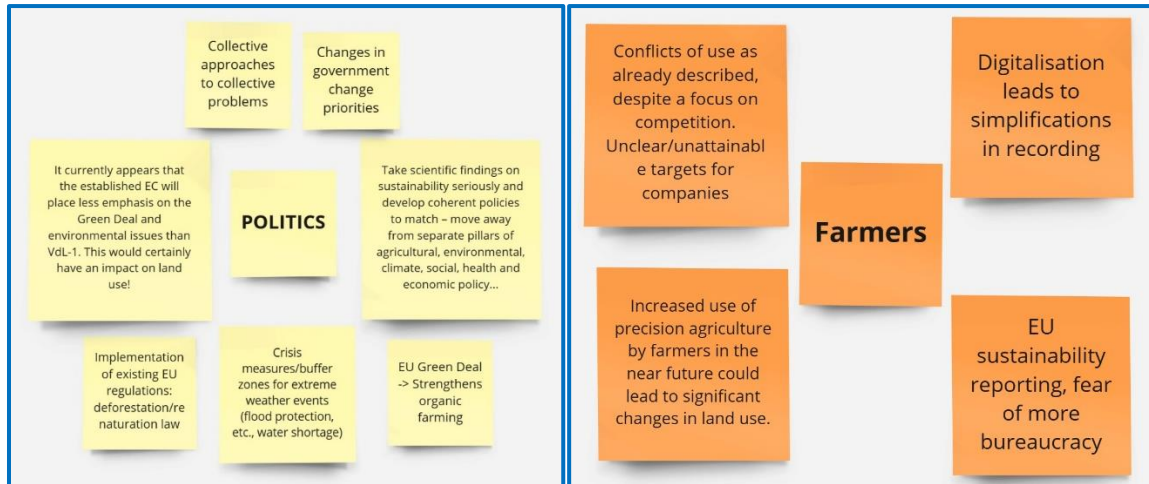 Collective
approaches
to collective
problems
Changes in
government
change
priorities
It currently appears that
the established EC will
place less emphasis on the
Green Deal and
environmental issues than
VdL-1. This would certainly
have an impact on land
use!
POLITICS
Take scientific findings on
sustainability seriously and
develop coherent policies
to match – move away
from separate pillars of
agricultural, environmental,
climate, social, health and
economic policy...
Implementation
of existing EU
regulations:
deforestation/re
naturation law
Crisis
measures/buffer
zones for extreme
weather events
(flood protection,
etc., water shortage)
EU Green Deal
-> Strengthens
organic
farming
Conflicts of use as
already described,
despite a focus on
competition.
Unclear/unattainabl
e targets for
companies
Digitalisation
leads to
simplifications
in recording
Farmers
Increased use of
precision agriculture
by farmers in the
near future could
lead to significant
changes in land use.
EU
sustainability
reporting, fear
of more
bureaucracy